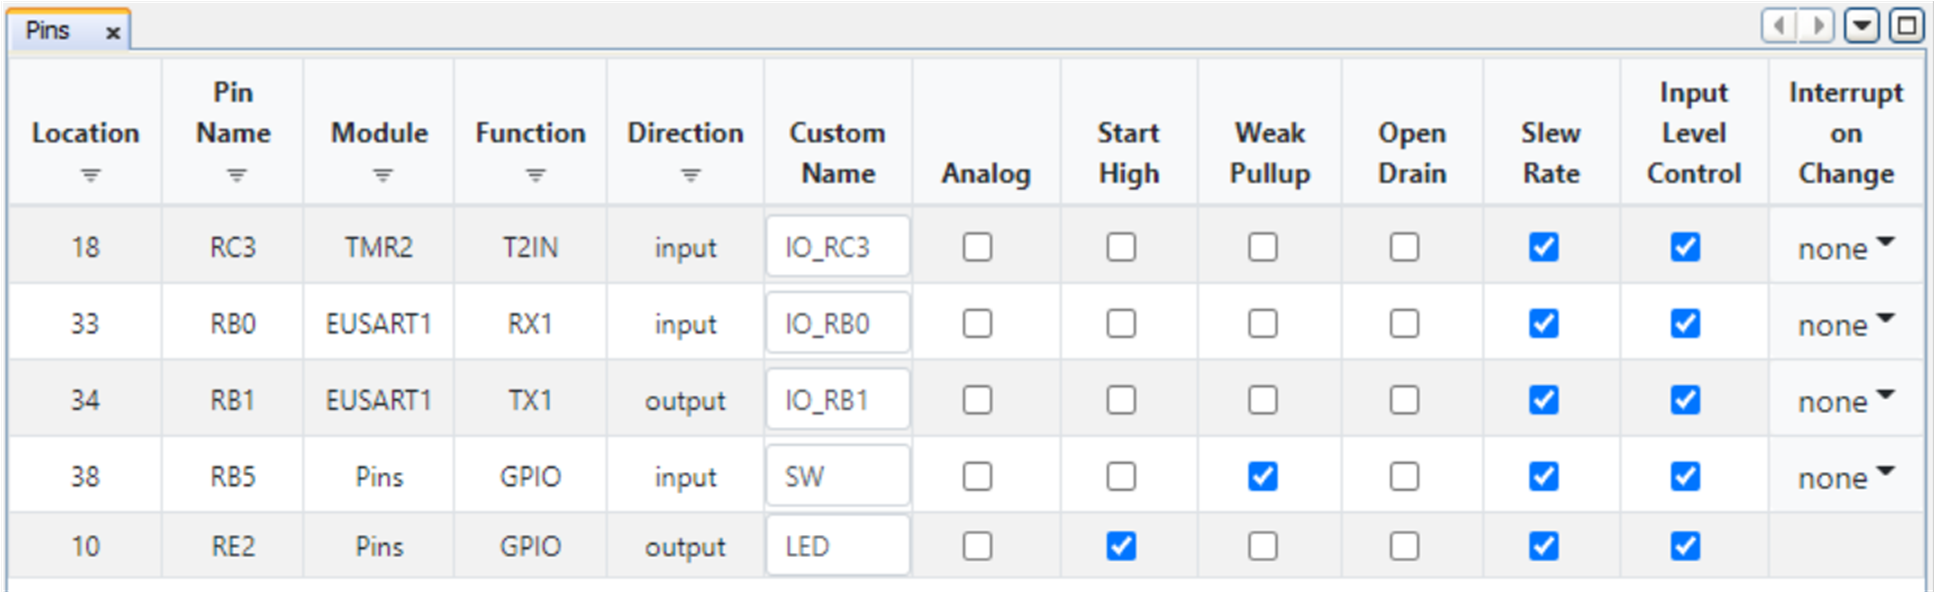 Pins x
Location Pin Name Module Function Direction Custom Name Analog Start High Weak Pullup Open Drain Slew Rate Input Level Control Interrupt on Change
18 RC3 TMR2 T2IN input IO_RC3 none
33 RB0 EUSART1 RX1 input IO_RB0 none
34 RB1 EUSART1 TX1 output IO_RB1 none
38 RB5 Pins GPIO input SW none
10 RE2 Pins GPIO output LED